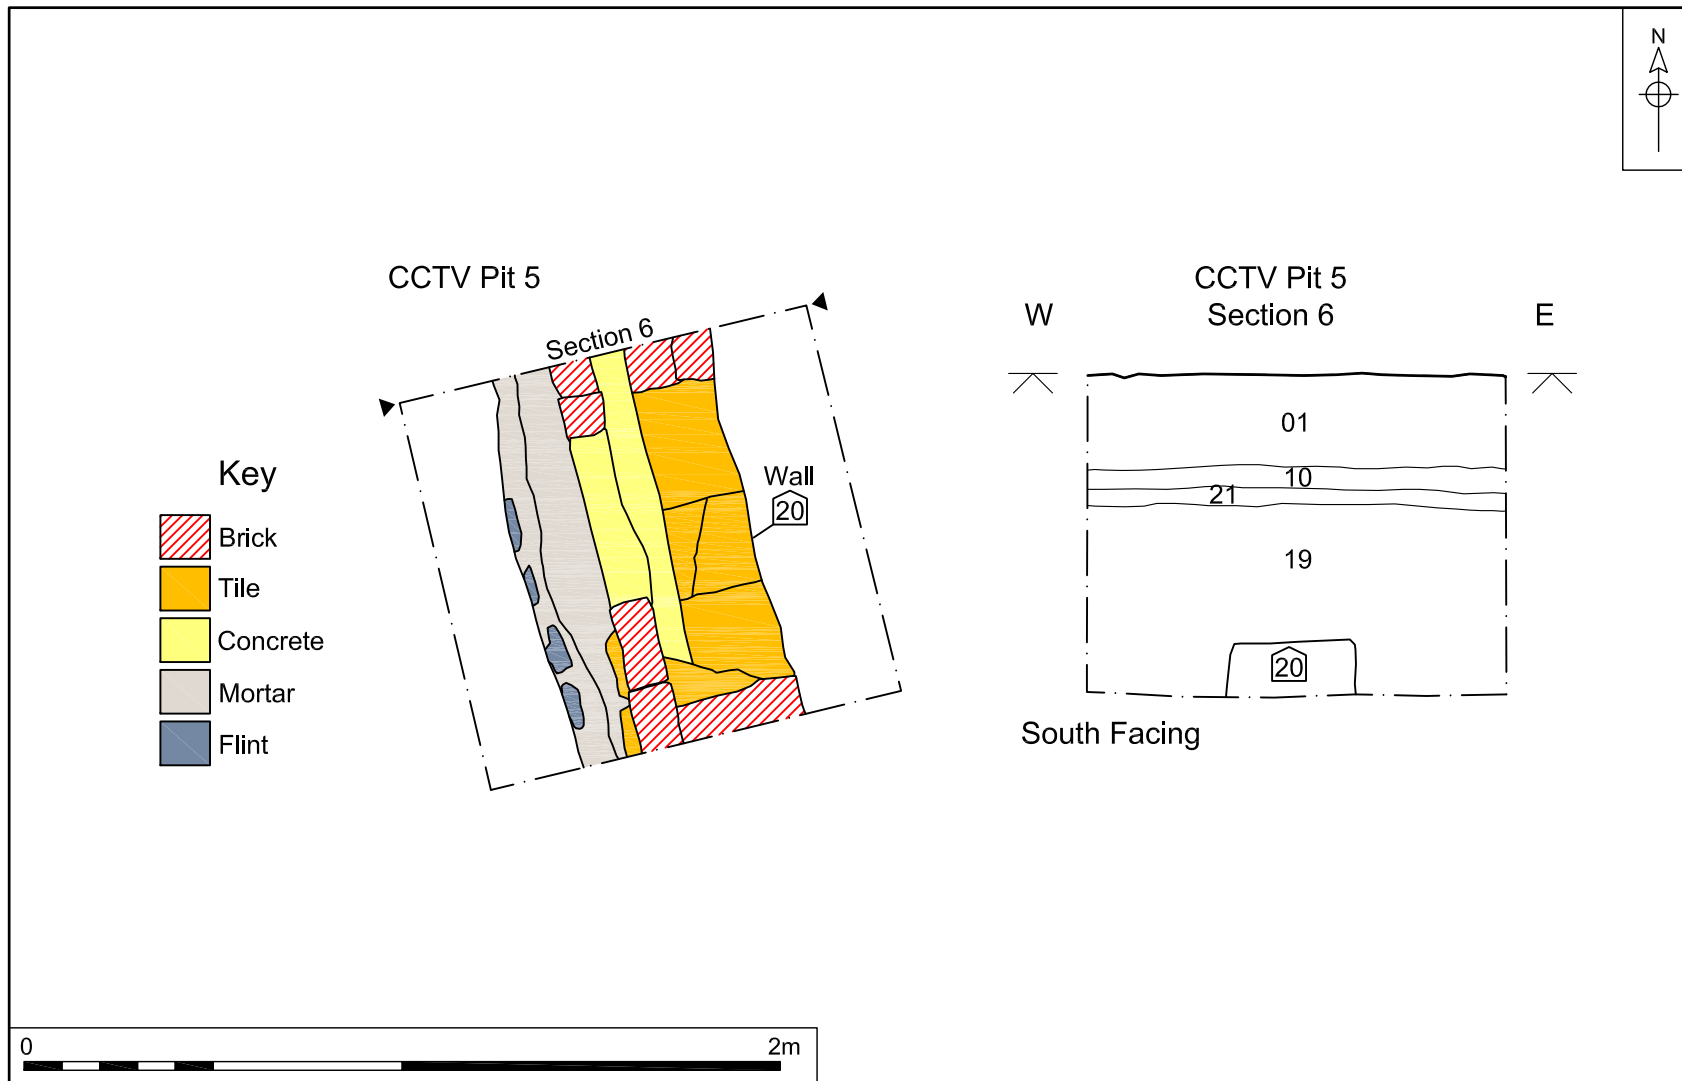 N
CCTV Pit 5
Section 6
Wall
20
Key
Brick
Tile
Concrete
Mortar
Flint
CCTV Pit 5
Section 6
W
E
01
10
21
19
20
South Facing
0
2m